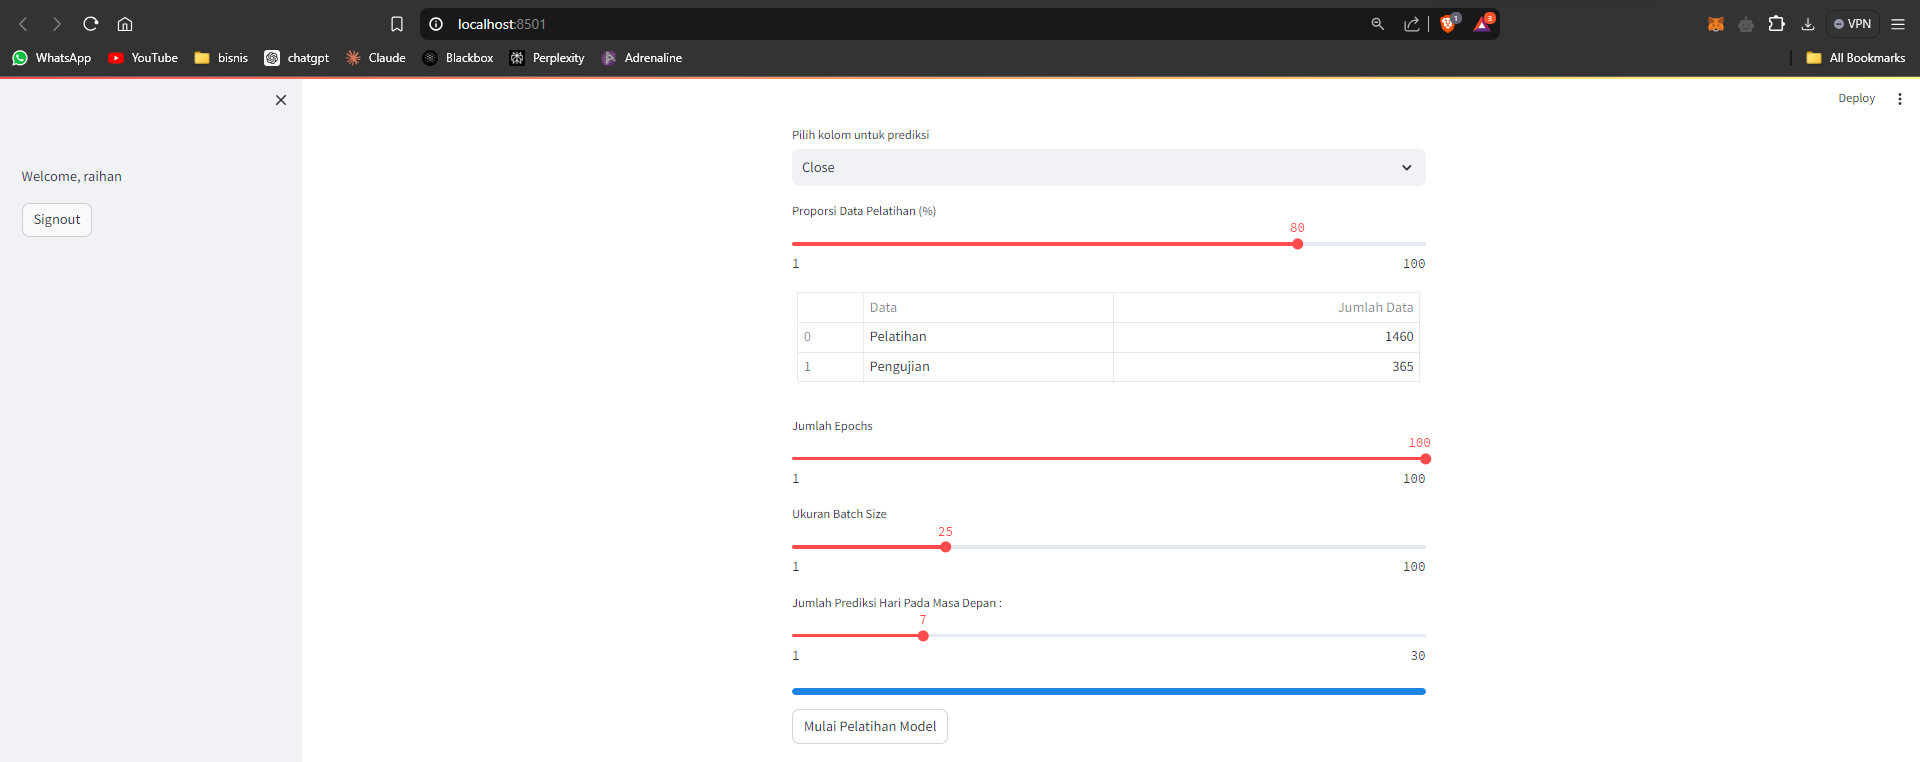 localhost:8501
1
3
VPN
WhatsApp
YouTube
bisnis
chatgpt
Claude
Blackbox
Perplexity
Adrenaline
All Bookmarks
Deploy
Welcome, raihan
Signout
Pilih kolom untuk prediksi
Close
Proporsi Data Pelatihan (%)
80
1 100
Data Jumlah Data
0 Pelatihan 1460
1 Pengujian 365
Jumlah Epochs
100
1 100
Ukuran Batch Size
25
1 100
Jumlah Prediksi Hari Pada Masa Depan :
7
1 30
Mulai Pelatihan Model